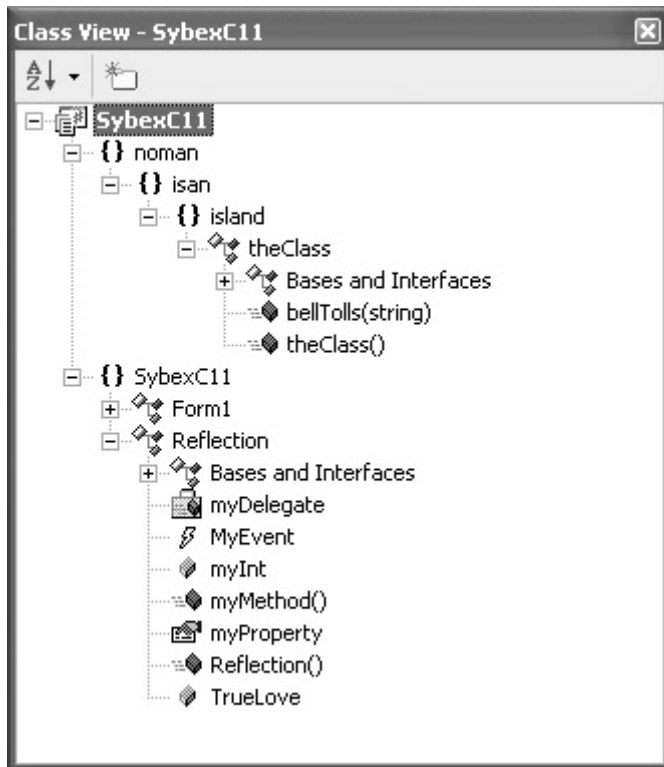 Class View - SybexC11
SybexC11
{} noman
{} isan
{} island
theClass
Bases and Interfaces
bellTolls(string)
theClass()
{} SybexC11
Form1
Reflection
Bases and Interfaces
myDelegate
MyEvent
myInt
myMethod()
myProperty
Reflection()
TrueLove